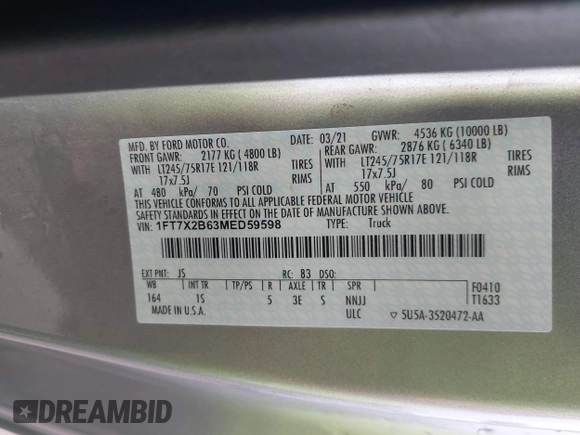 MFD. BY FORD MOTOR CO.
DATE: 03/21 GVWR: 4536 KG (10000 LB)
FRONT GAWR: 2177 KG (4800 LB) REAR GAWR: 2876 KG (6340 LB)
WITH LT245/75R17E 121/118R TIRES WITH LT245/75R17E 121/118R TIRES
17x7.5J RIMS 17x7.5J RIMS
AT 480 kPa/ 70 PSI COLD AT 550 kPa/ 80 PSI COLD
THIS VEHICLE CONFORMS TO ALL APPLICABLE FEDERAL MOTOR VEHICLE
SAFETY STANDARDS IN EFFECT ON THE DATE OF MANUFACTURE SHOWN ABOVE.
VIN: 1FT7X2B63MED59598 TYPE: Truck
EXT PNT: JS RC: 83 DSO:
WB INT TR TP/PS R AXLE TR SPR F0410
164 1S 5 3E S NNJJ T1633
MADE IN U.S.A. ULC ▽ 5U5A-3520472-AA
DREAMBID